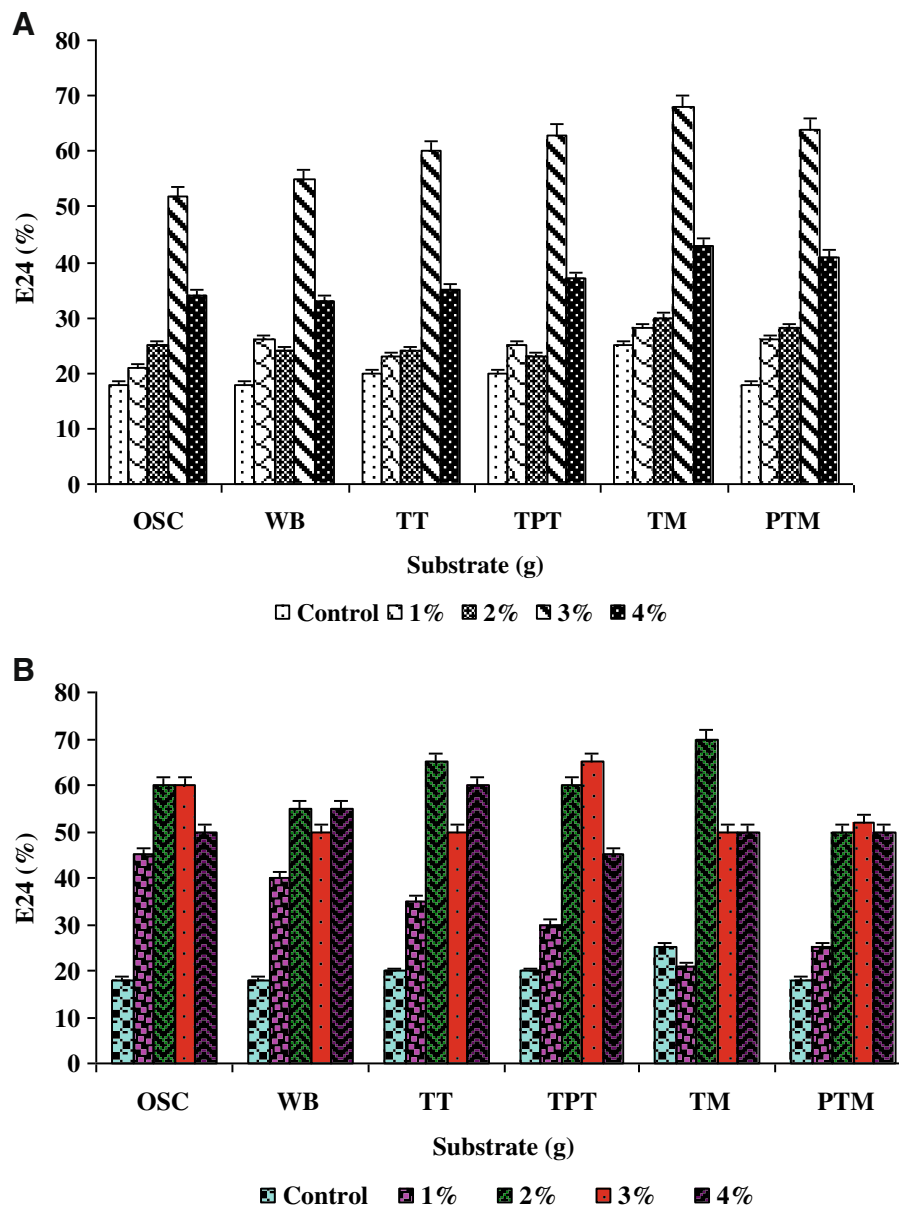 A
80
70
60
50
40
30
20
10
0
E24 (%)
OSC WB TT TPT TM PTM
Substrate (g)
Control 1% 2% 3% 4%
B
80
70
60
50
40
30
20
10
0
E24 (%)
OSC WB TT TPT TM PTM
Substrate (g)
Control 1% 2% 3% 4%